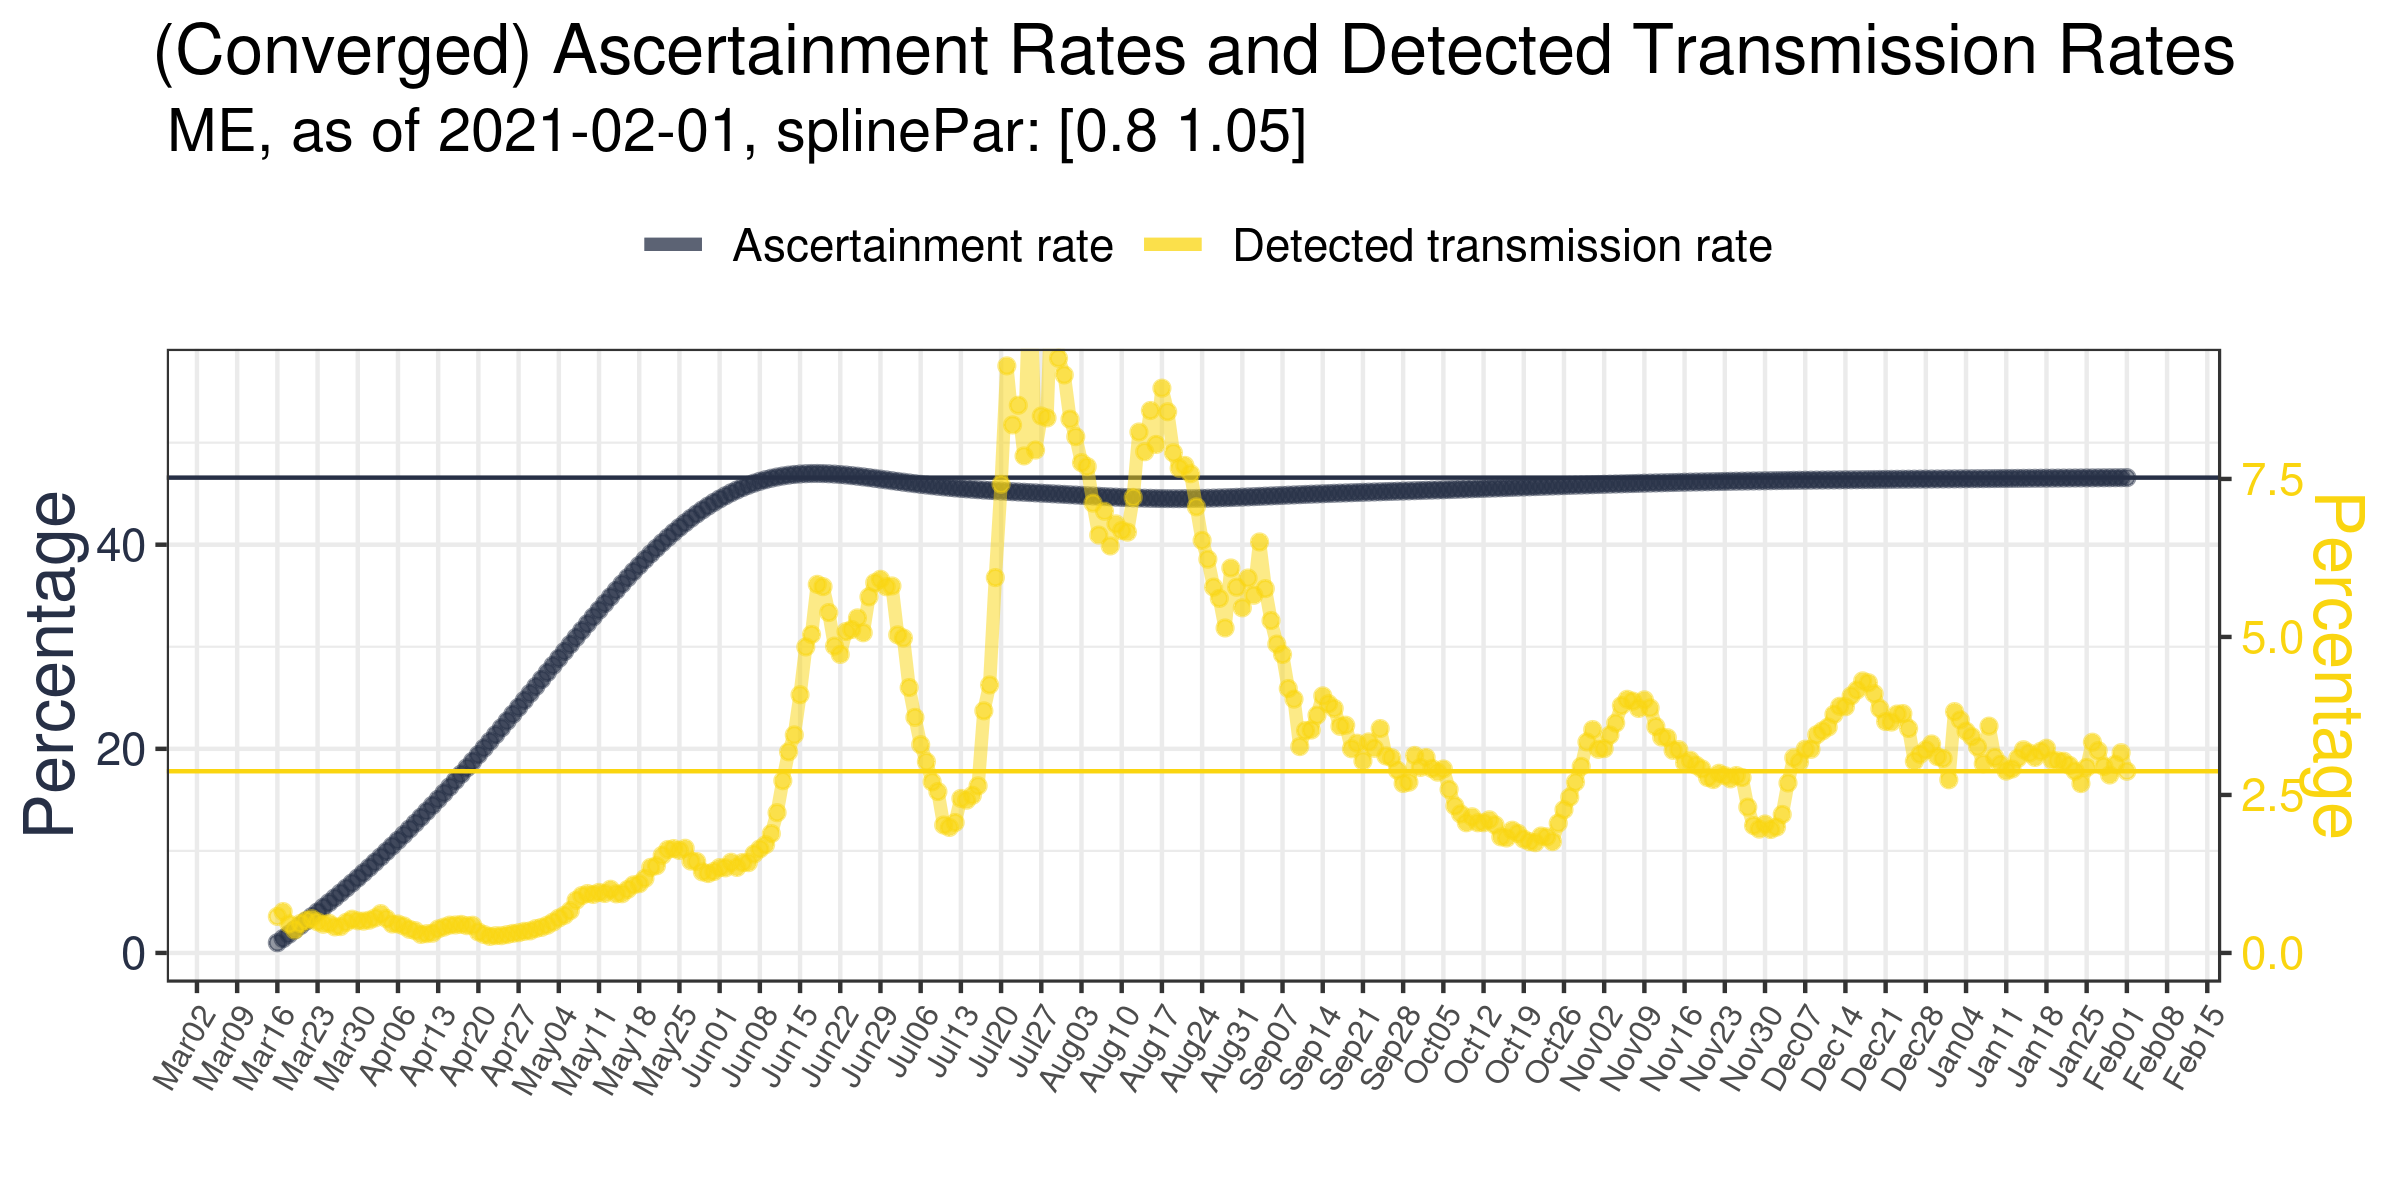 (Converged) Ascertainment Rates and Detected Transmission Rates
ME, as of 2021-02-01, splinePar: [0.8 1.05]
Ascertainment rate
Detected transmission rate
Percentage
40
20
0
7.5
5.0
2.5
0.0
Percentage
Mar02
Mar09
Mar16
Mar23
Mar30
Apr06
Apr13
Apr20
Apr27
May04
May11
May18
May25
Jun01
Jun08
Jun15
Jun22
Jun29
Jul06
Jul13
Jul20
Jul27
Aug03
Aug10
Aug17
Aug24
Aug31
Sep07
Sep14
Sep21
Sep28
Oct05
Oct12
Oct19
Oct26
Nov02
Nov09
Nov16
Nov23
Nov30
Dec07
Dec14
Dec21
Dec28
Jan04
Jan11
Jan18
Jan25
Feb01
Feb08
Feb15